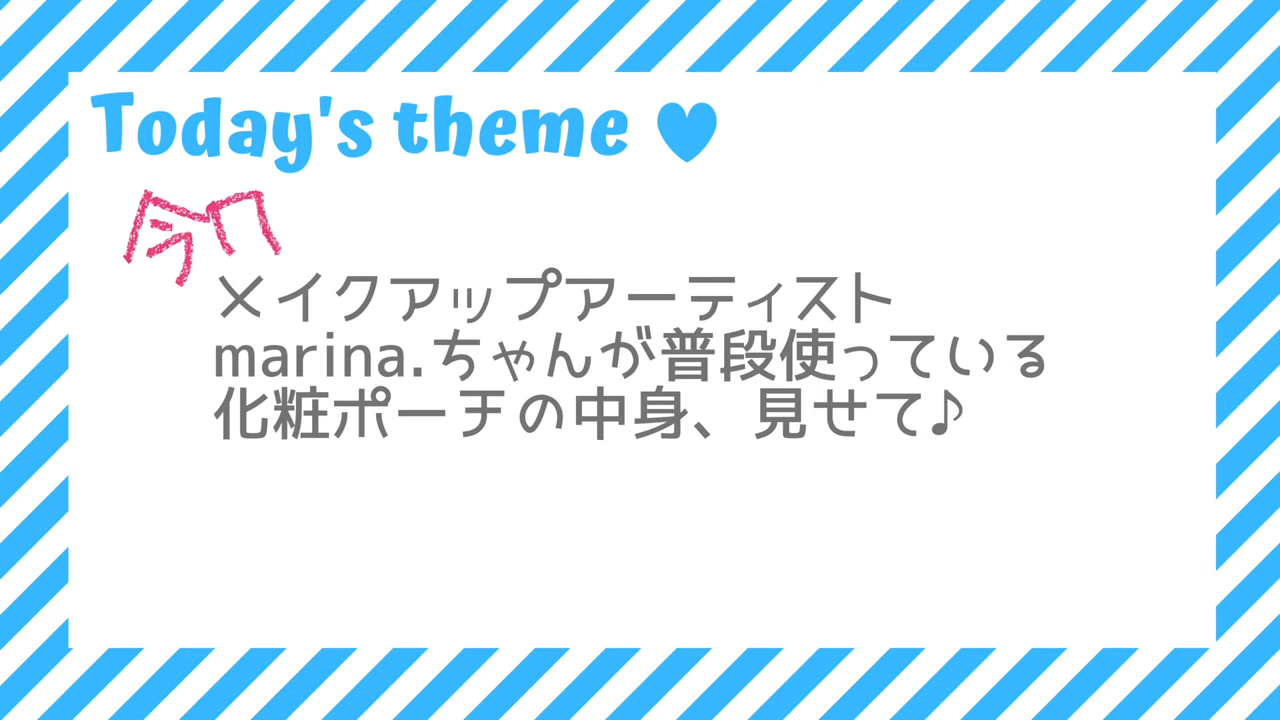 Today's theme ♥
今
メイクアップアーティスト
marina.ちゃんが普段使っている
化粧ポーチの中身、見せて♪